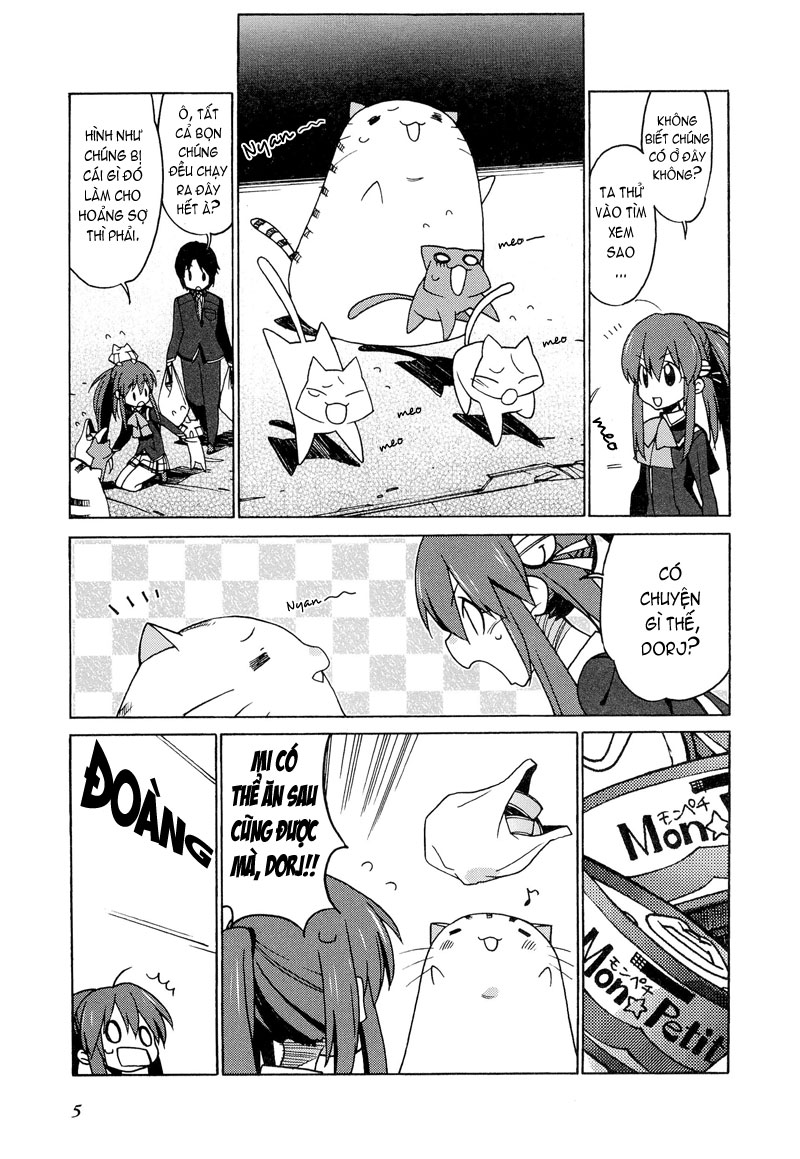 KHÔNG
BIẾT CHÚNG
CÓ Ở ĐÂY
KHÔNG?
TA THỬ
VÀO TÌM
XEM
SAO
...
meo
Nyan~~
meo—
meo—
meo
meo
Ô, TẤT
CẢ BỌN
CHÚNG
ĐỀU CHẠY
RA ĐÂY
HẾT À?
HÌNH NHƯ
CHÚNG BỊ
CÁI GÌ ĐÓ
LÀM CHO
HOẢNG SỢ
THÌ PHẢI.
CÓ
CHUYỆN
GÌ THẾ,
DORJ?
Nyan~~
モンペチ
Mon☆P
モンペチ
Mon☆Petit
MI CÓ
THỂ ĂN SAU
CŨNG ĐƯỢC
MÀ, DORJ!!
ĐOÀNG
5